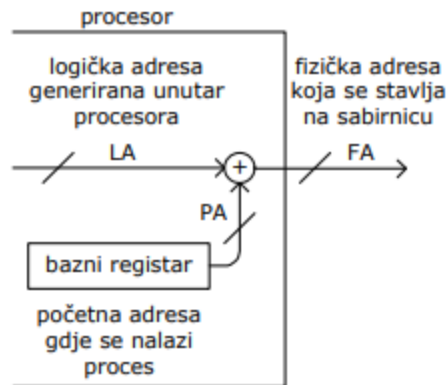 procesor
logička adresa
generirana unutar
procesora
fizička adresa
koja se stavlja
na sabirnicu
LA
+
FA
PA
bazni registar
početna adresa
gdje se nalazi
proces